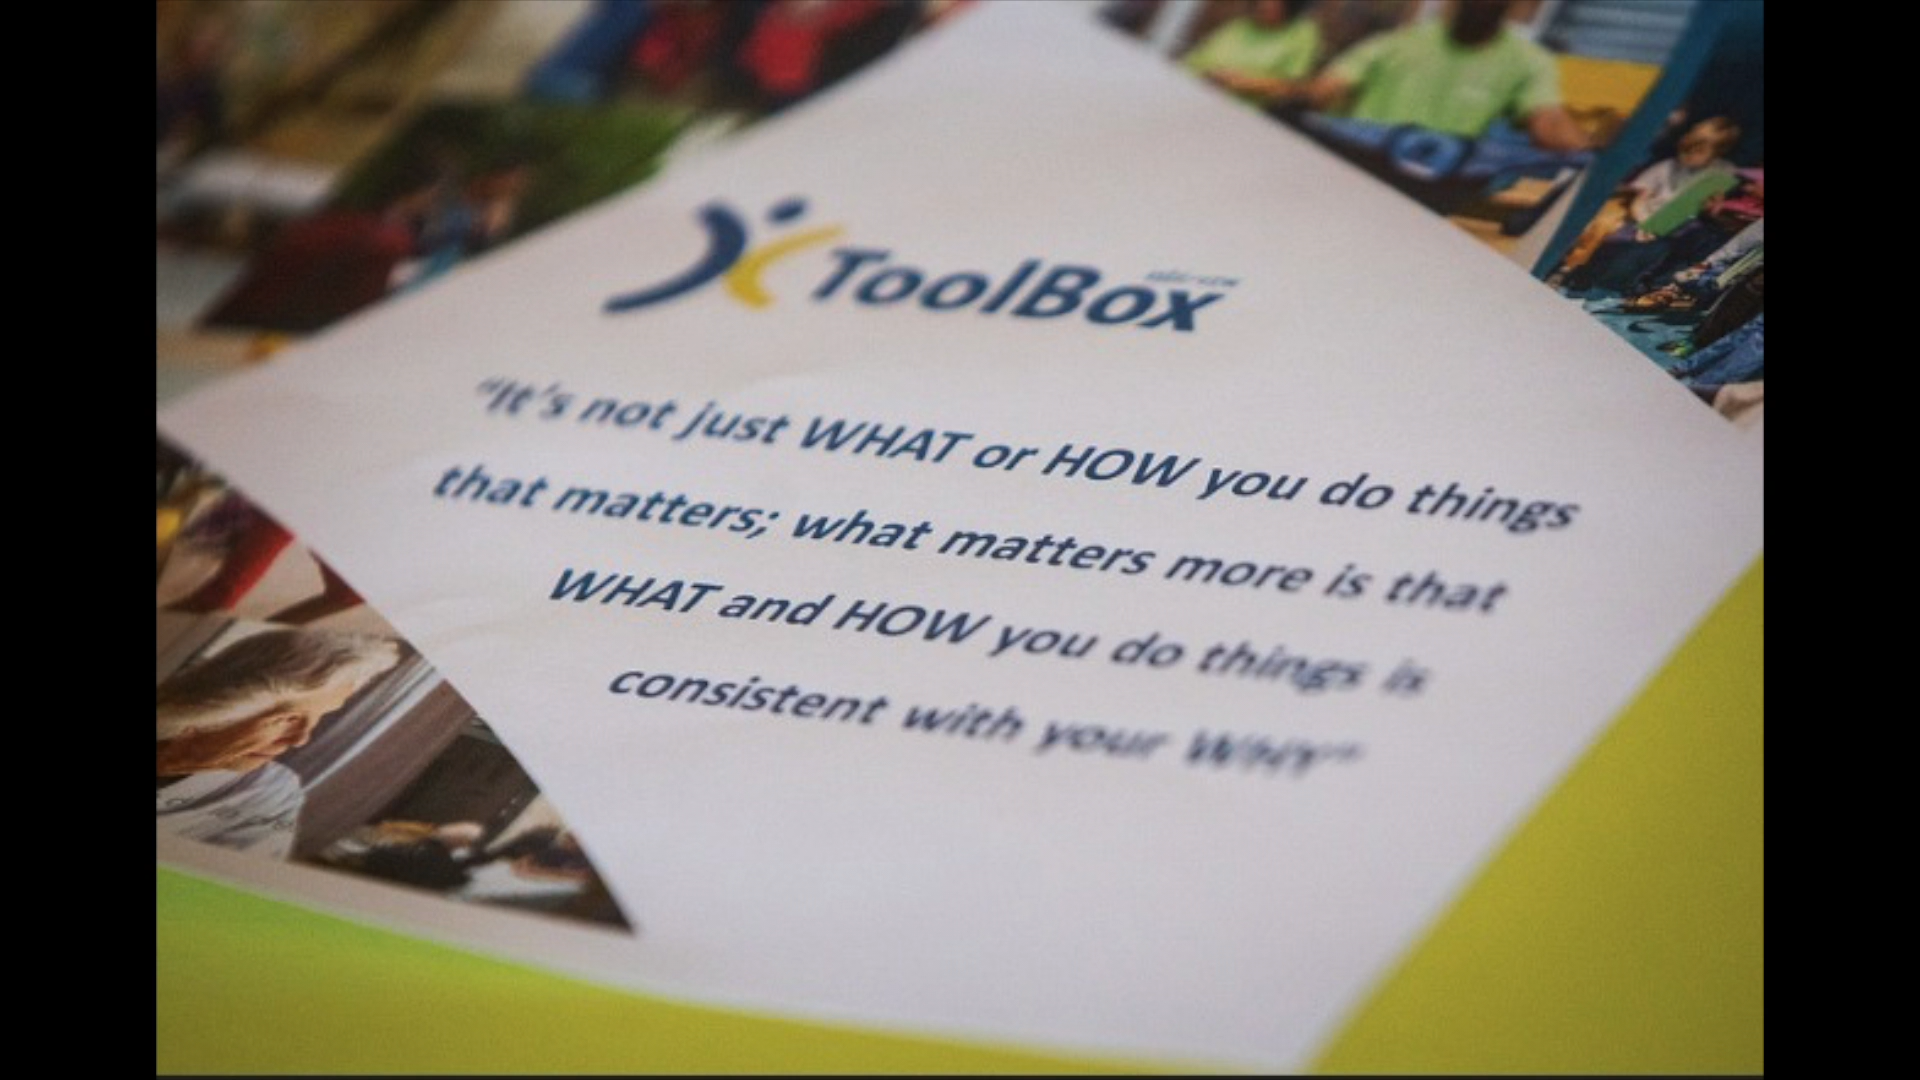 ToolBox
"It's not just WHAT or HOW you do things
that matters; what matters more is that
WHAT and HOW you do things is
consistent with your WHY"